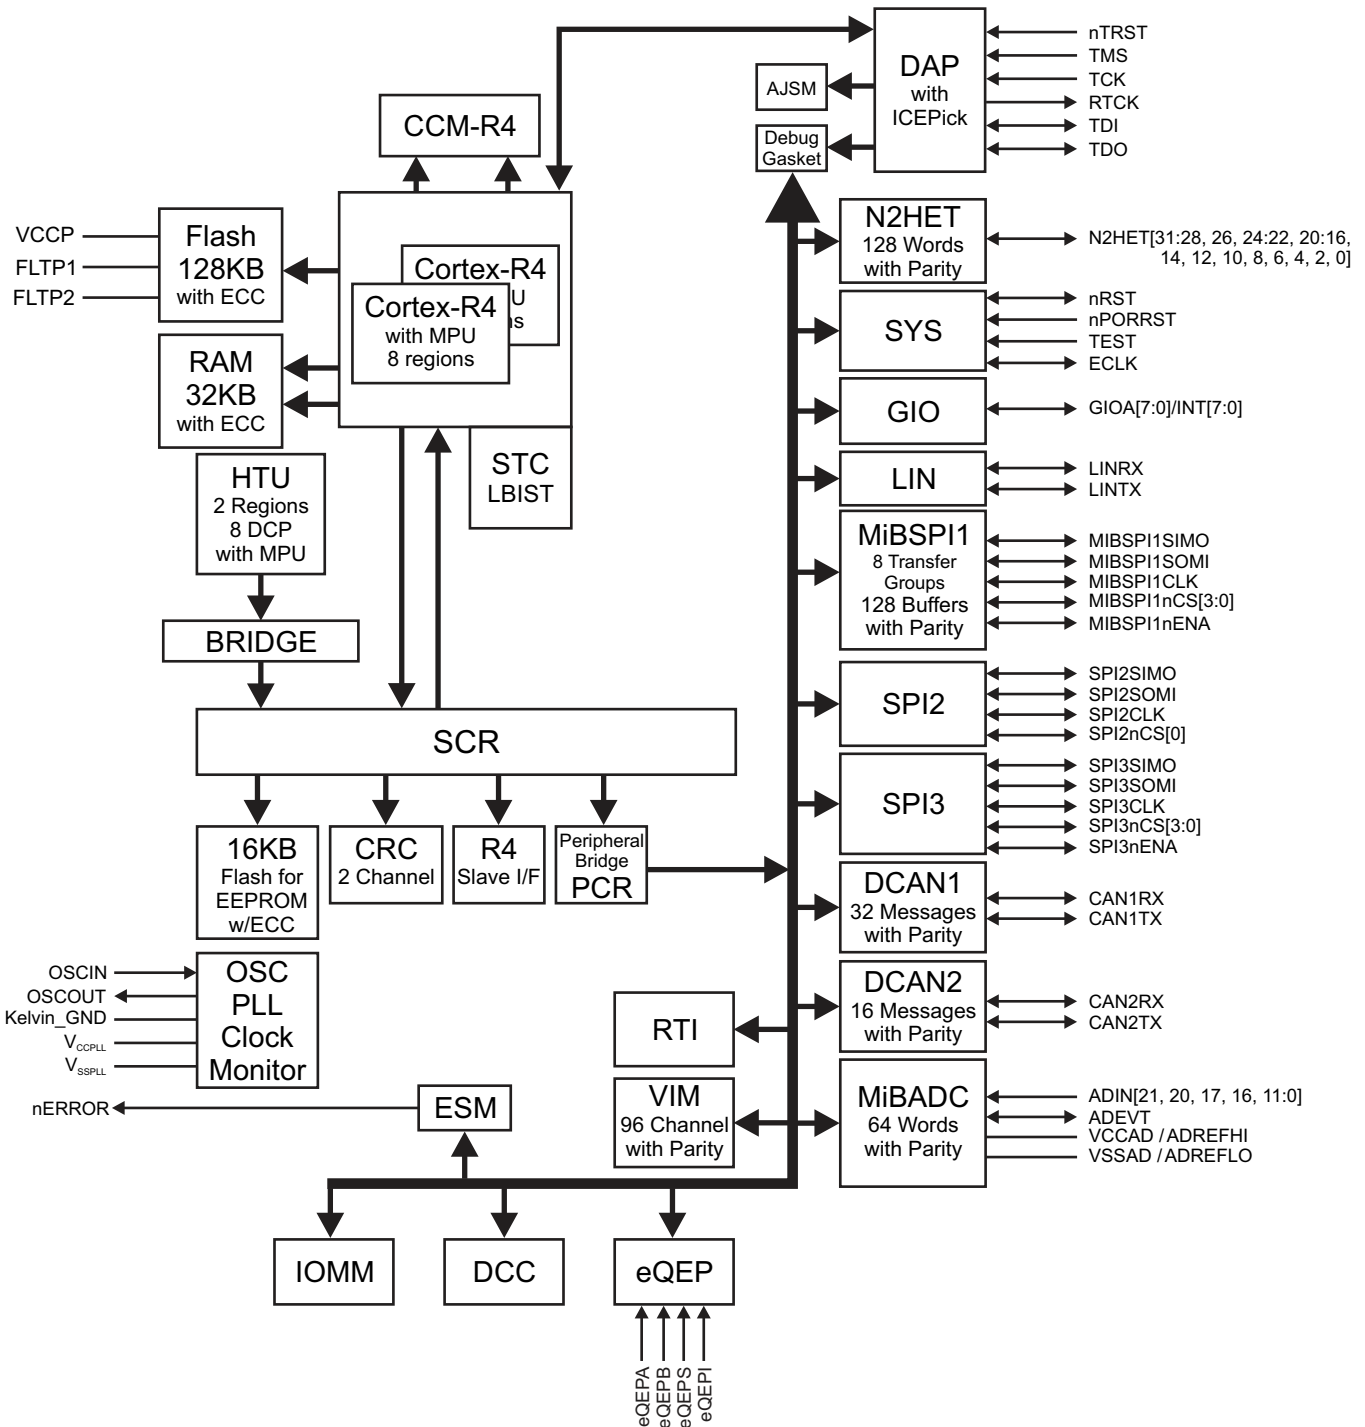 DAP
with
ICEPick
nTRST
TMS
TCK
RTCK
TDI
TDO
AJSM
Debug
Gasket
CCM-R4
VCCP
FLTP1
FLTP2
Flash
128KB
with ECC
Cortex-R4
U
ns
Cortex-R4
with MPU
8 regions
RAM
32KB
with ECC
STC
LBIST
HTU
2 Regions
8 DCP
with MPU
BRIDGE
SCR
16KB
Flash for
EEPROM
w/ECC
CRC
2 Channel
R4
Slave I/F
Peripheral
Bridge
PCR
OSCIN
OSCOUT
Kelvin_GND
VCCPLL
VSSPLL
OSC
PLL
Clock
Monitor
nERROR
ESM
RTI
VIM
96 Channel
with Parity
IOMM
DCC
eQEP
eQEPA
eQEPB
eQEPS
eQEPI
N2HET
128 Words
with Parity
N2HET[31:28, 26, 24:22, 20:16,
14, 12, 10, 8, 6, 4, 2, 0]
SYS
nRST
nPORRST
TEST
ECLK
GIO
GIOA[7:0]/INT[7:0]
LIN
LINRX
LINTX
MiBSPI1
8 Transfer
Groups
128 Buffers
with Parity
MIBSPI1SIMO
MIBSPI1SOMI
MIBSPI1CLK
MIBSPI1nCS[3:0]
MIBSPI1nENA
SPI2
SPI2SIMO
SPI2SOMI
SPI2CLK
SPI2nCS[0]
SPI3
SPI3SIMO
SPI3SOMI
SPI3CLK
SPI3nCS[3:0]
SPI3nENA
DCAN1
32 Messages
with Parity
CAN1RX
CAN1TX
DCAN2
16 Messages
with Parity
CAN2RX
CAN2TX
MiBADC
64 Words
with Parity
ADIN[21, 20, 17, 16, 11:0]
ADEVT
VCCAD / ADREFHI
VSSAD / ADREFLO